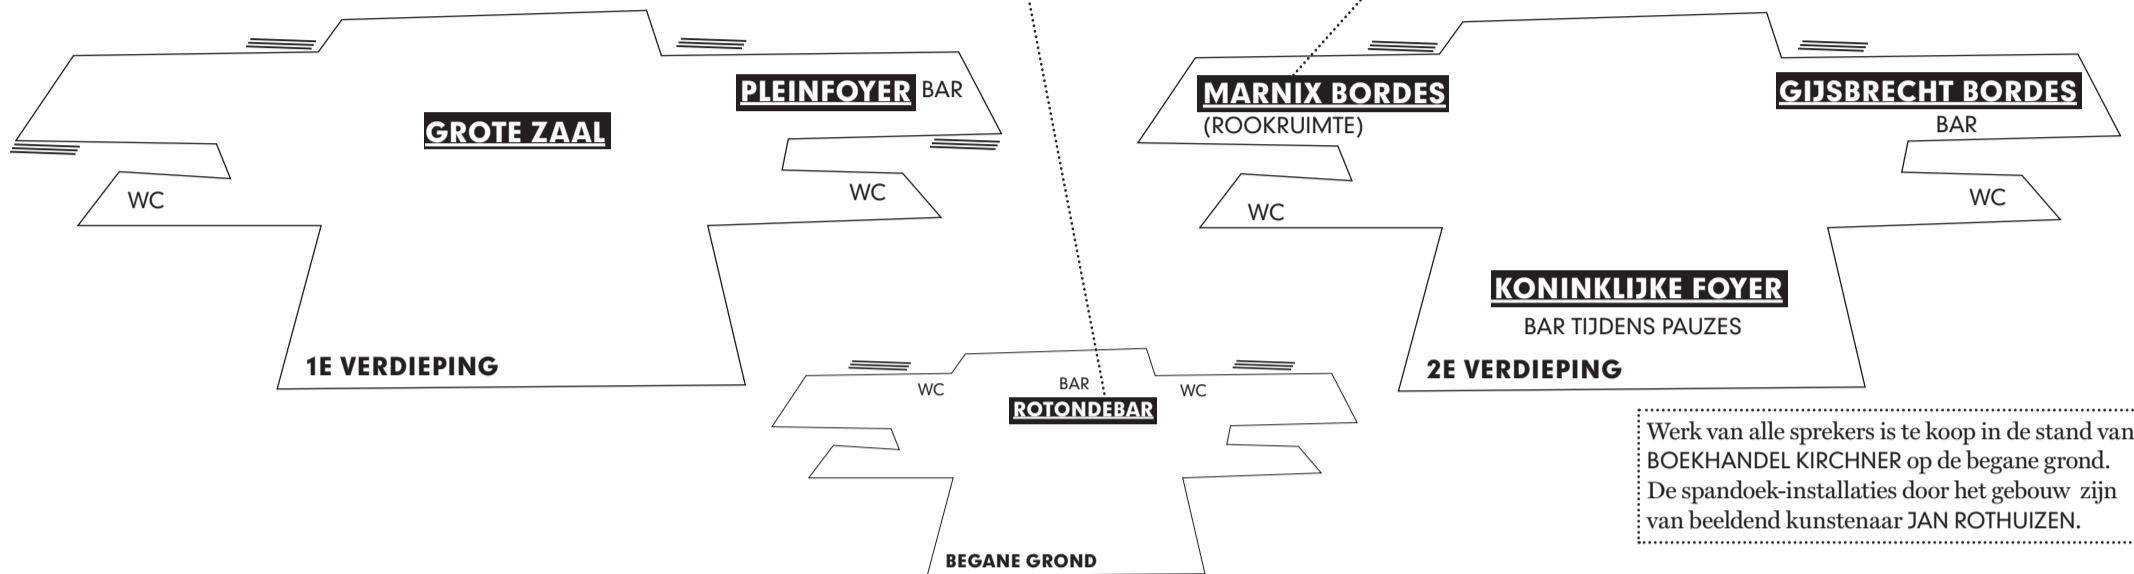 GROTE ZAAL
PLEINFOYER BAR
WC
WC
1E VERDIEPING
MARNIX BORDES
(ROOKRUIMTE)
GIJSBRECHT BORDES
BAR
WC
WC
KONINKLIJKE FOYER
BAR TIJDENS PAUZES
2E VERDIEPING
WC
BAR
WC
ROTONDEBAR
BEGANE GROND
Werk van alle sprekers is te koop in de stand van
BOEKHANDEL KIRCHNER op de begane grond.
De spandoek-installaties door het gebouw zijn
van beeldend kunstenaar JAN ROTHUIZEN.